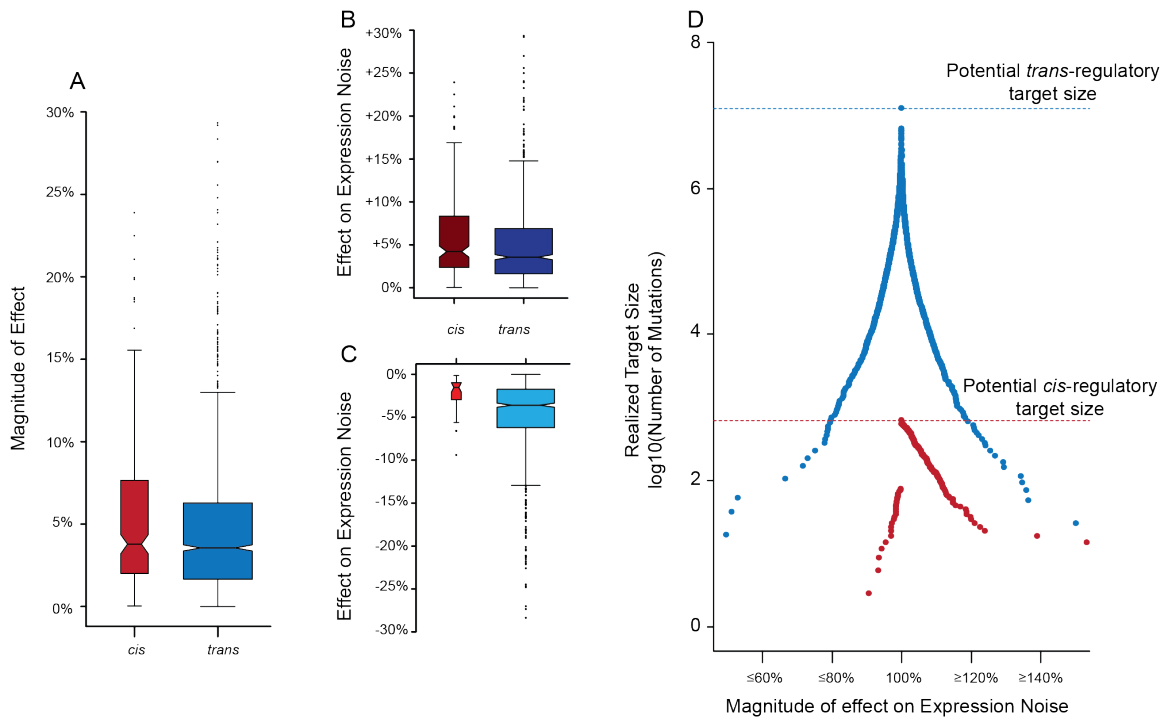 A
Magnitude of Effect
30%
25%
20%
15%
10%
5%
0%
cis
trans
B
Effect on Expression Noise
+30%
+25%
+20%
+15%
+10%
+5%
0%
cis
trans
C
Effect on Expression Noise
0%
-5%
-10%
-15%
-20%
-25%
-30%
D
Realized Target Size
log10(Number of Mutations)
8
6
4
2
0
Potential trans-regulatory
target size
Potential cis-regulatory
target size
≤60%
≤80%
100%
≥120%
≥140%
Magnitude of effect on Expression Noise